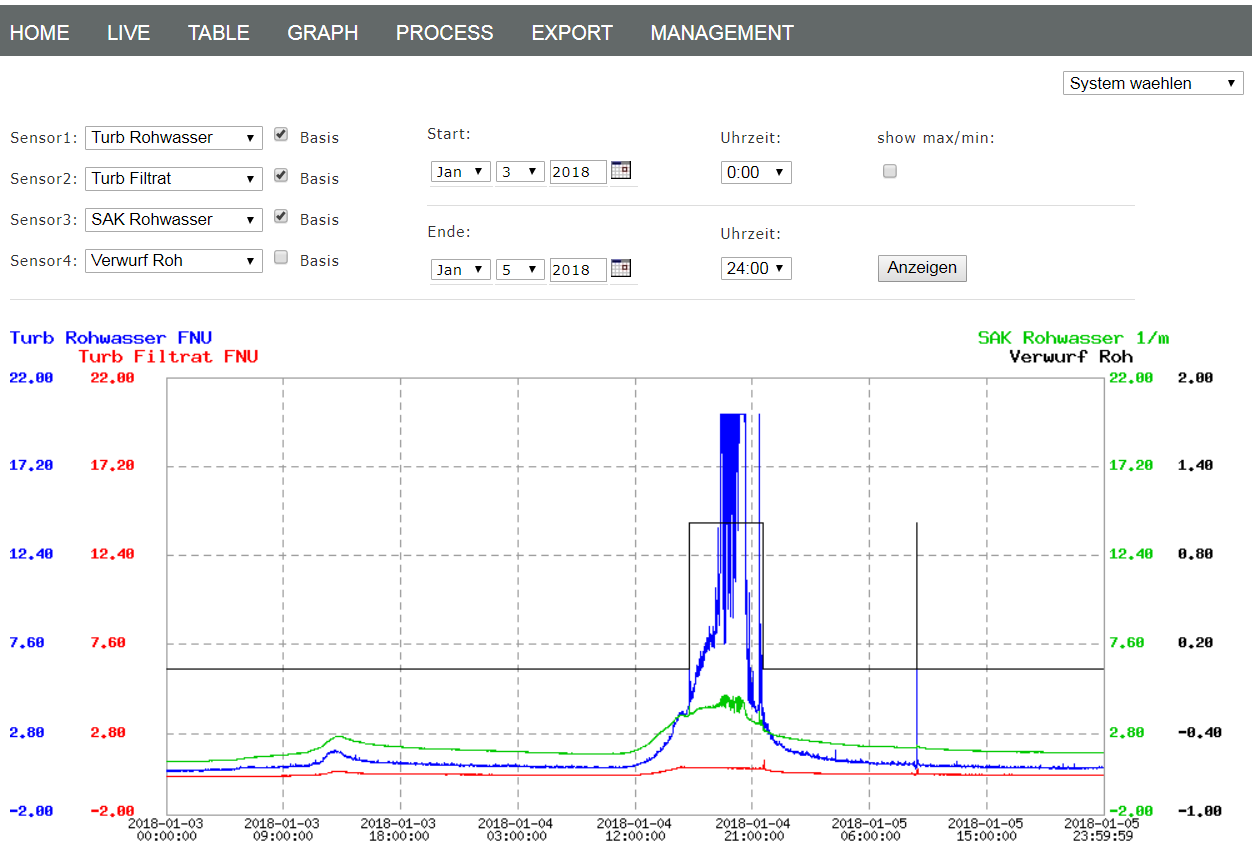 HOME LIVE TABLE GRAPH PROCESS EXPORT MANAGEMENT
System waehlen
Sensor1: Turb Rohwasser Basis
Sensor2: Turb Filtrat Basis
Sensor3: SAK Rohwasser Basis
Sensor4: Verwurf Roh Basis
Start: Uhrzeit: show max/min:
Jan 3 2018 0:00
Ende: Uhrzeit:
Jan 5 2018 24:00 Anzeigen
Turb Rohwasser FNU SAK Rohwasser 1/m
Turb Filtrat FNU Verwurf Roh
22.00 22.00 22.00 2.00
17.20 17.20 17.20 1.40
12.40 12.40 12.40 0.80
7.60 7.60 7.60 0.20
2.80 2.80 2.80 -0.40
-2.00 -2.00 -2.00 -1.00
2018-01-03 2018-01-03 2018-01-03 2018-01-04 2018-01-04 2018-01-04 2018-01-05 2018-01-05 2018-01-05
00:00:00 09:00:00 18:00:00 03:00:00 12:00:00 21:00:00 06:00:00 15:00:00 23:59:59